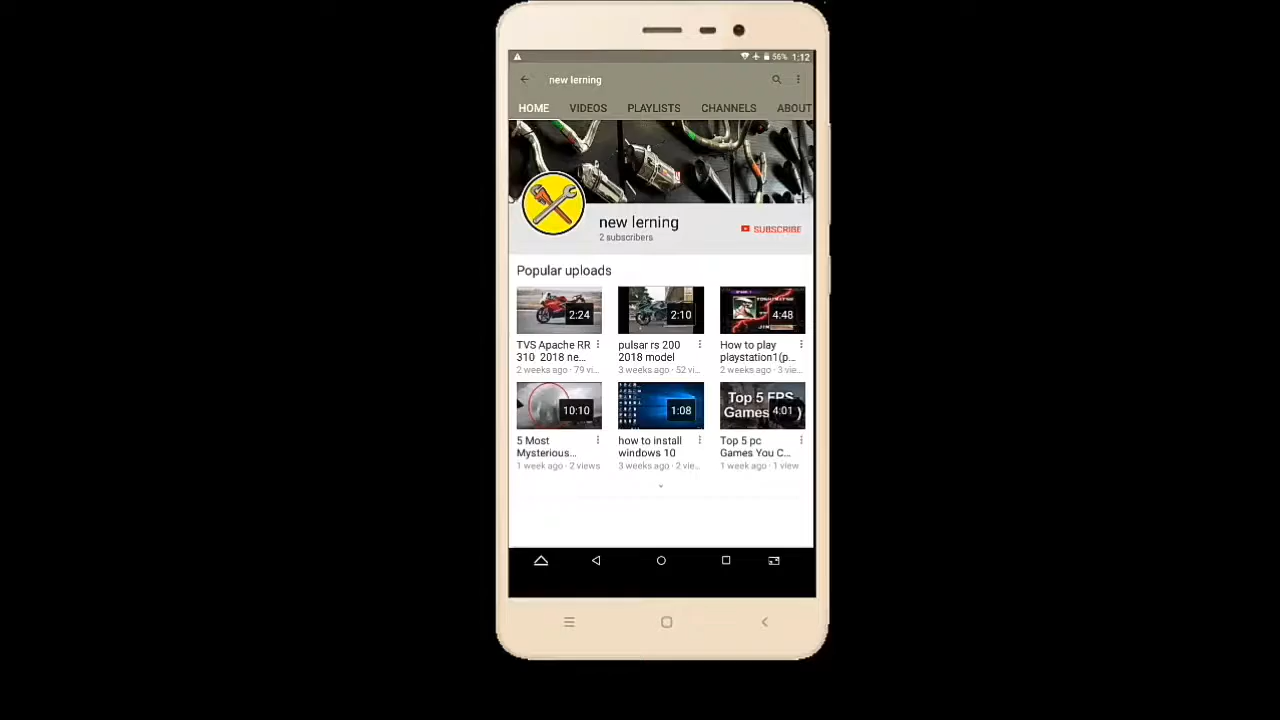 56% 1:12
new lerning
HOME VIDEOS PLAYLISTS CHANNELS ABOUT
new lerning
2 subscribers
SUBSCRIBE
Popular uploads
2:24
2:10
4:48
TVS Apache RR
310 2018 ne...
2 weeks ago · 79 vi...
pulsar rs 200
2018 model
3 weeks ago · 52 vi...
How to play
playstation1(p...
2 weeks ago · 3 vie...
10:10
1:08
Top 5 FPS
Games
4:01
5 Most
Mysterious...
1 week ago · 2 views
how to install
windows 10
3 weeks ago · 2 vie...
Top 5 pc
Games You C...
1 week ago · 1 view